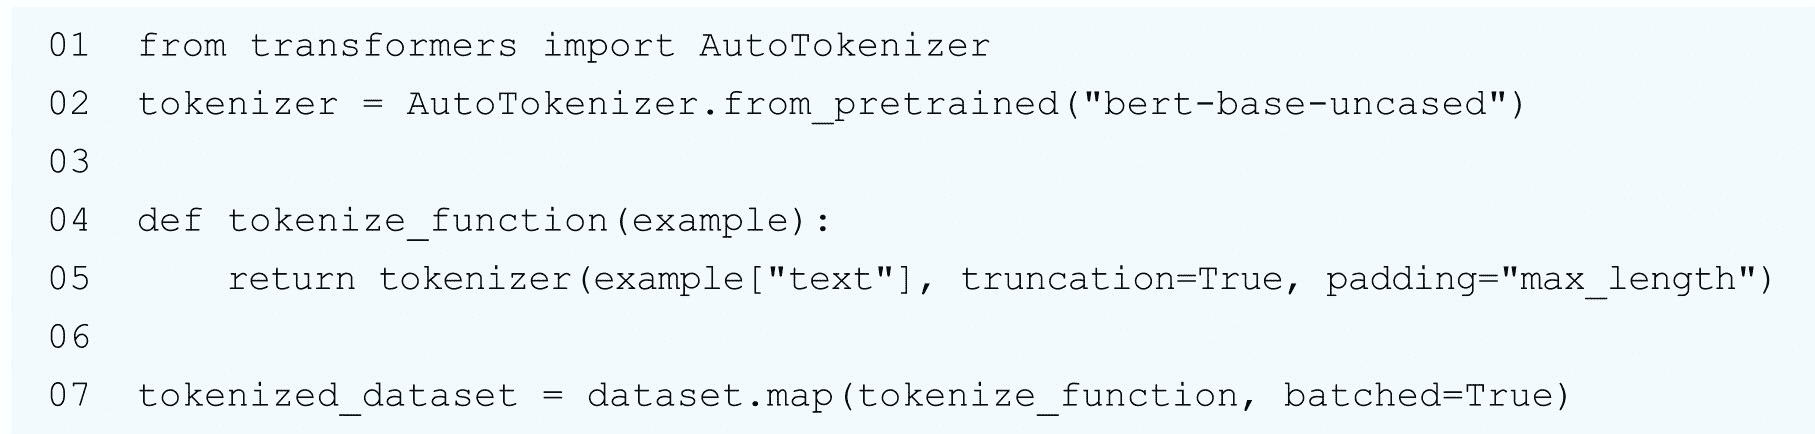 01 from transformers import AutoTokenizer
02 tokenizer = AutoTokenizer.from_pretrained("bert-base-uncased")
03
04 def tokenize_function(example):
05     return tokenizer(example["text"], truncation=True, padding="max_length")
06
07 tokenized_dataset = dataset.map(tokenize_function, batched=True)